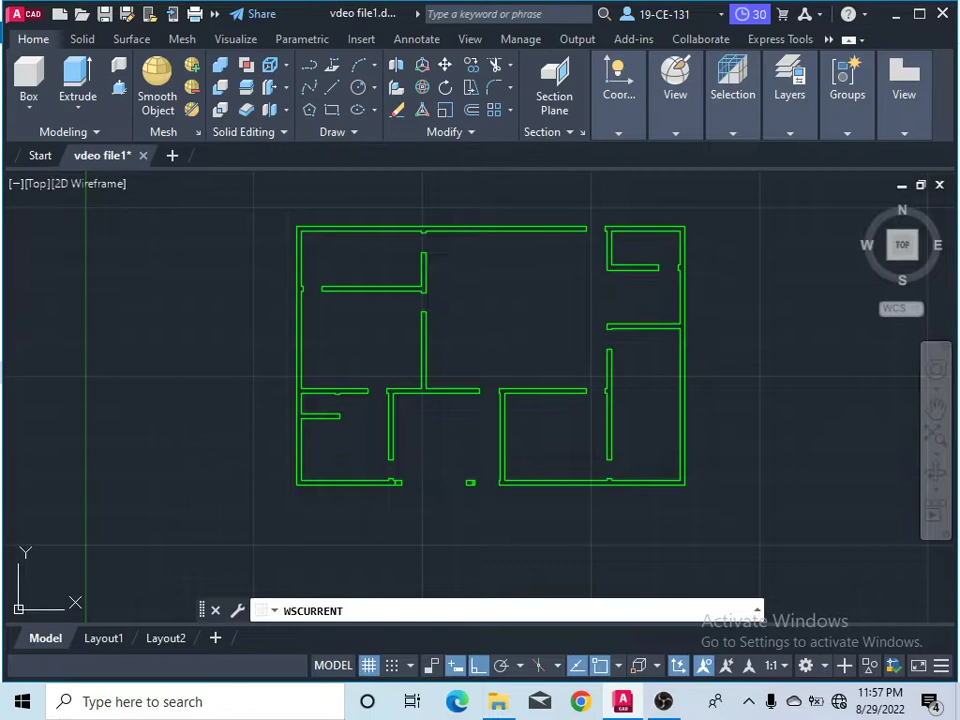 A CAD Share vdeo file1.d... Type a keyword or phrase 19-CE-131 30
Home Solid Surface Mesh Visualize Parametric Insert Annotate View Manage Output Add-ins Collaborate Express Tools
Box Extrude Smooth Object Section Plane Coor... View Selection Layers Groups View
Modeling Mesh Solid Editing Draw Modify Section
Start vdeo file1*
[−][Top][2D Wireframe]
N
W TOP E
S
WCS
Y
X
WSCURRENT
Activate Windows
Go to Settings to activate Windows.
Model Layout1 Layout2
MODEL 1:1
Type here to search
A CAD
11:57 PM
8/29/2022
4